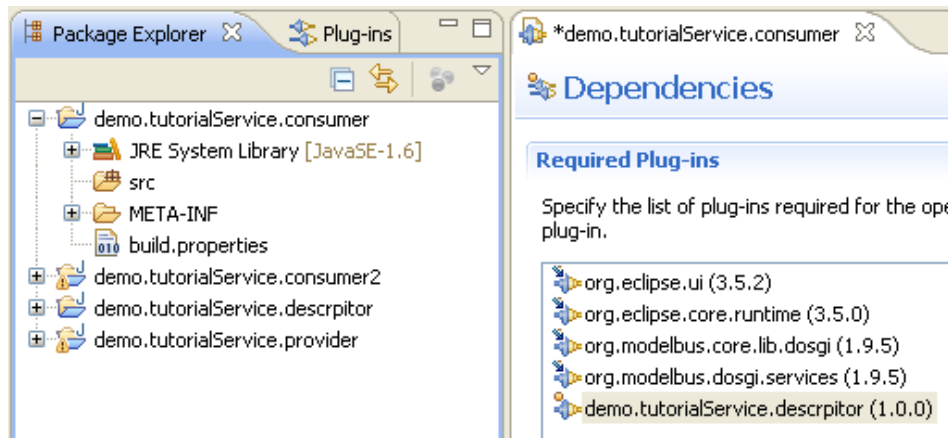 Package Explorer
Plug-ins
demo.tutorialService.consumer
JRE System Library [JavaSE-1.6]
src
META-INF
010 build.properties
demo.tutorialService.consumer2
demo.tutorialService.descrpitor
demo.tutorialService.provider
*demo.tutorialService.consumer
Dependencies
Required Plug-ins
Specify the list of plug-ins required for the ope
plug-in.
org.eclipse.ui (3.5.2)
org.eclipse.core.runtime (3.5.0)
org.modelbus.core.lib.dosgi (1.9.5)
org.modelbus.dosgi.services (1.9.5)
demo.tutorialService.descrpitor (1.0.0)